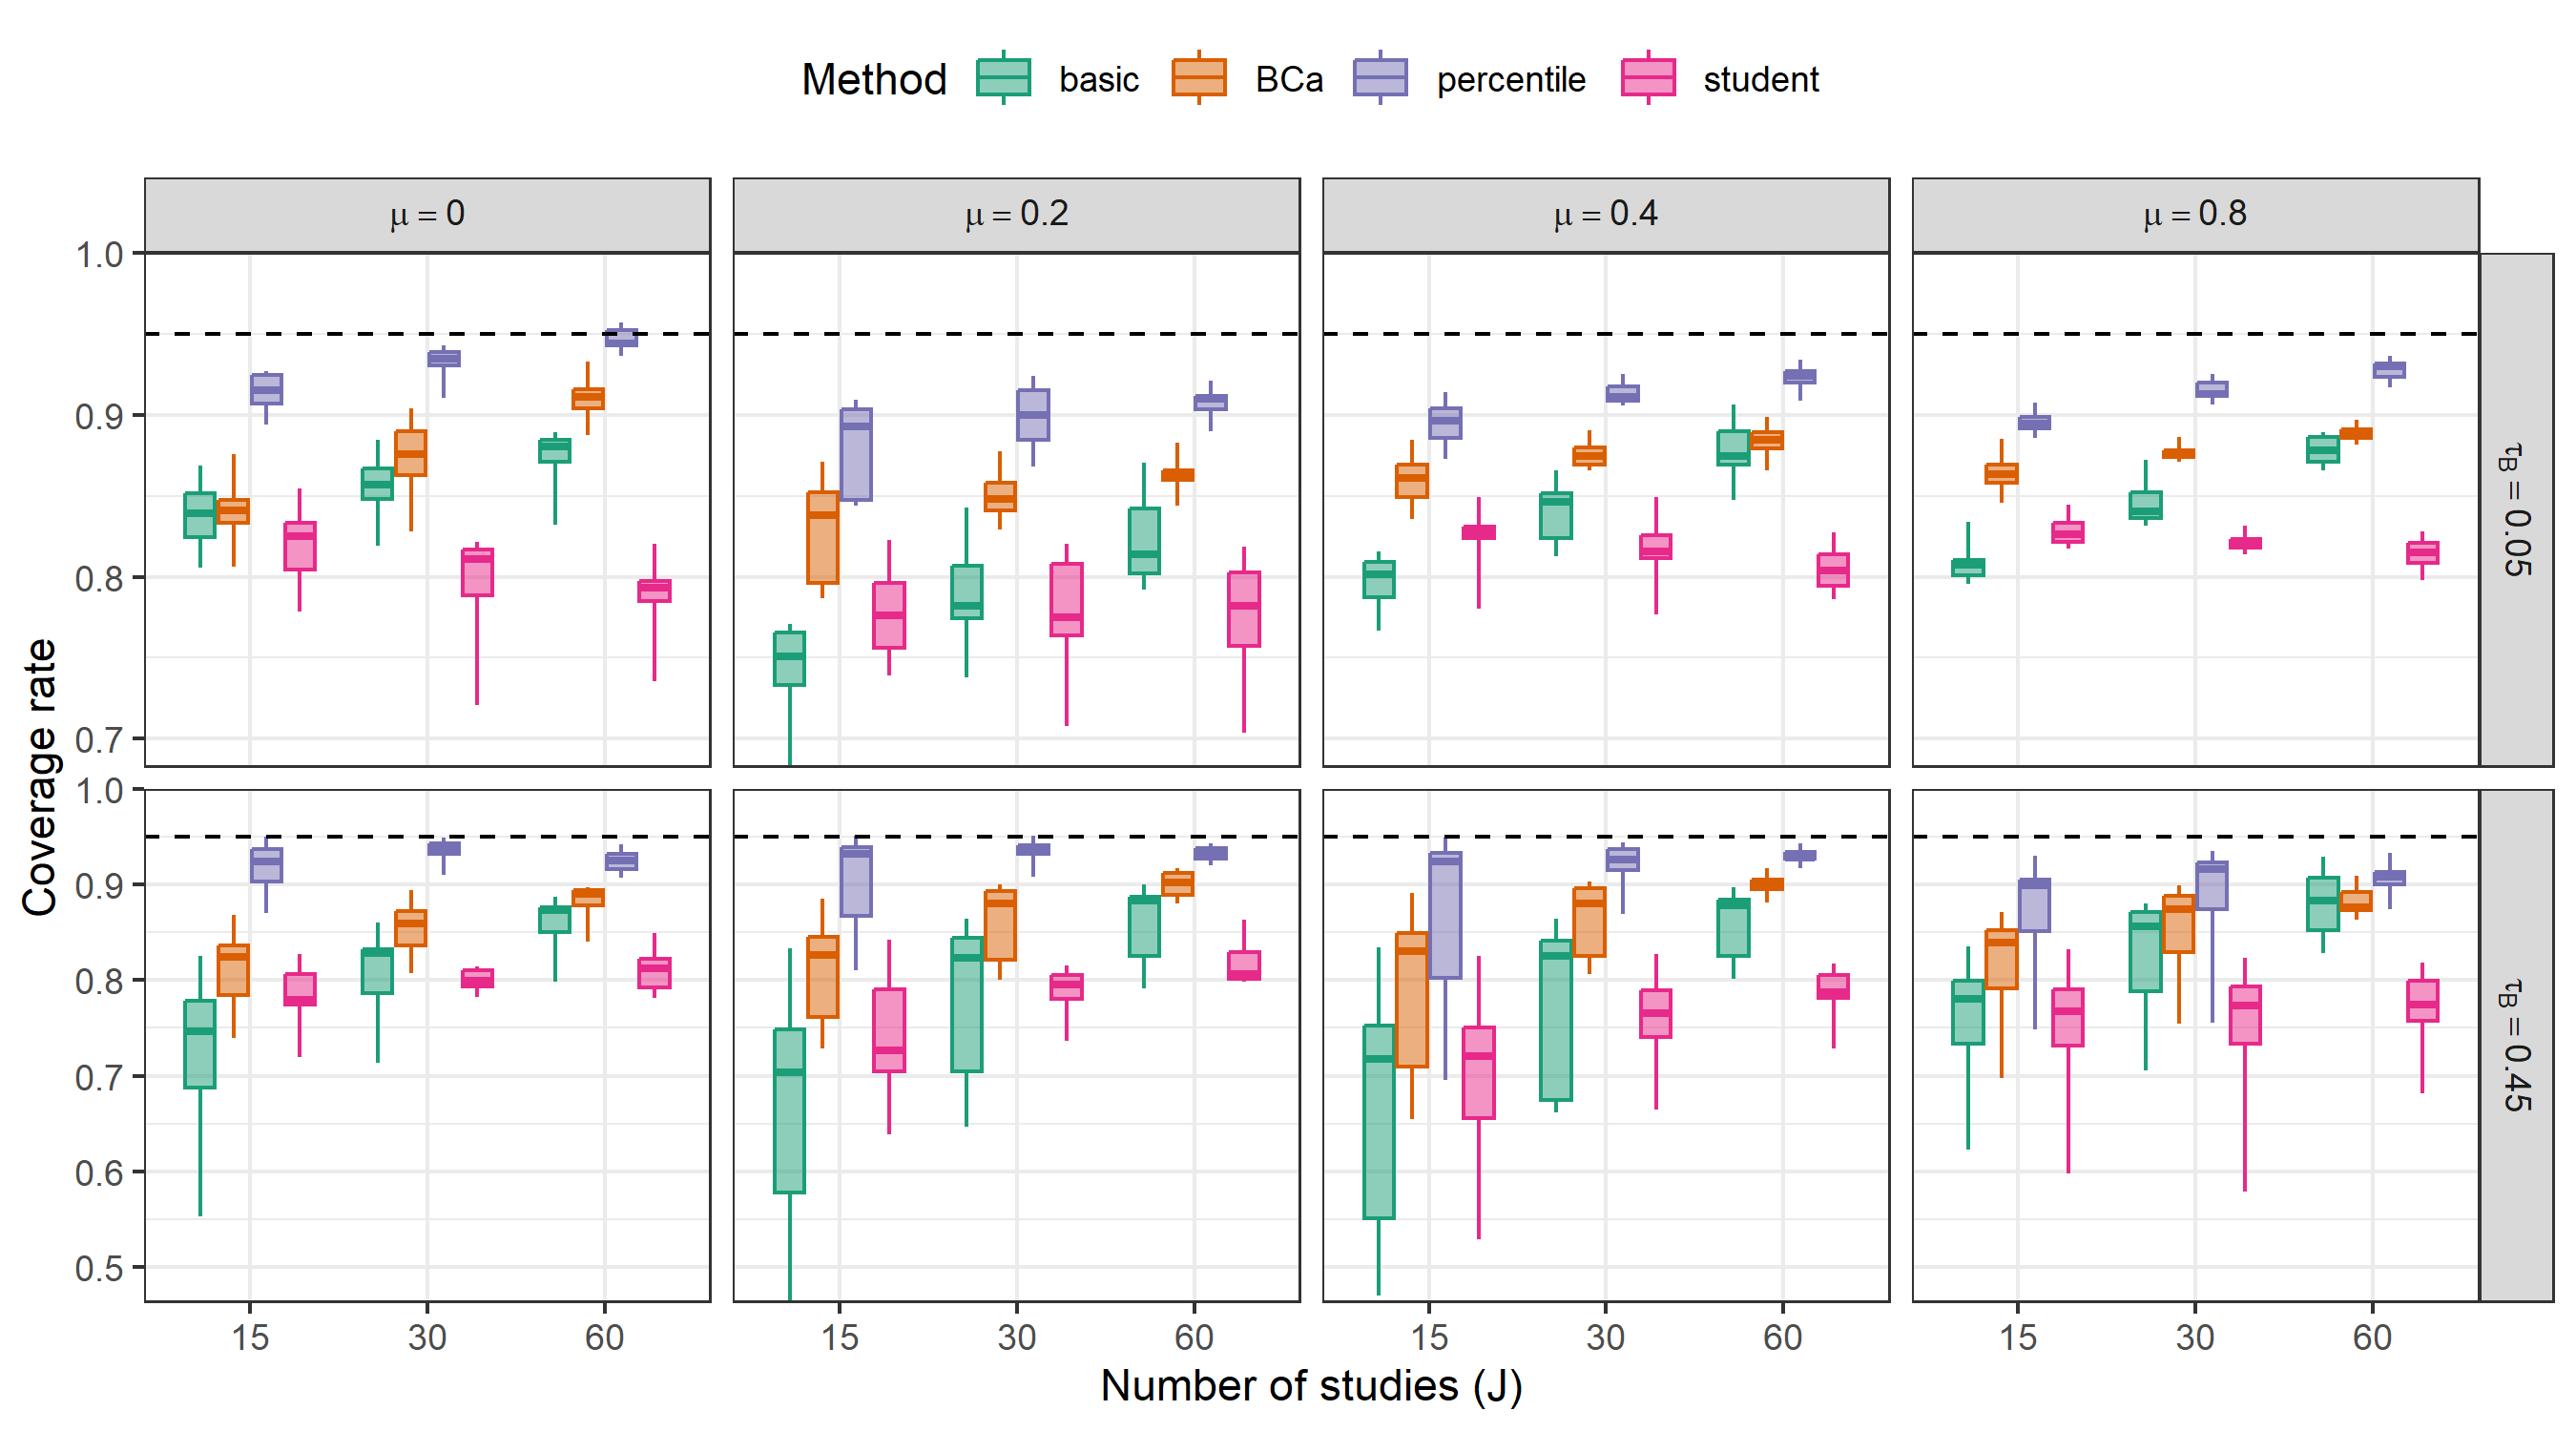 Method basic BCa percentile student
μ = 0 μ = 0.2 μ = 0.4 μ = 0.8
1.0
0.9
0.8
0.7
τB = 0.05
1.0
0.9
0.8
0.7
0.6
0.5
τB = 0.45
Coverage rate
15 30 60 15 30 60 15 30 60 15 30 60
Number of studies (J)